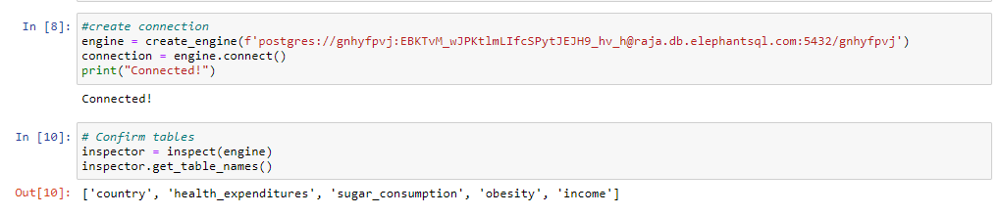 In [8]: #create connection
engine = create_engine(f'postgres://gnhyfpvj:EBKTvM_wJPKtlmLIfcSPytJEJH9_hv_h@raja.db.elephantsql.com:5432/gnhyfpvj')
connection = engine.connect()
print("Connected!")
Connected!
In [10]: # Confirm tables
inspector = inspect(engine)
inspector.get_table_names()
Out[10]: ['country', 'health_expenditures', 'sugar_consumption', 'obesity', 'income']